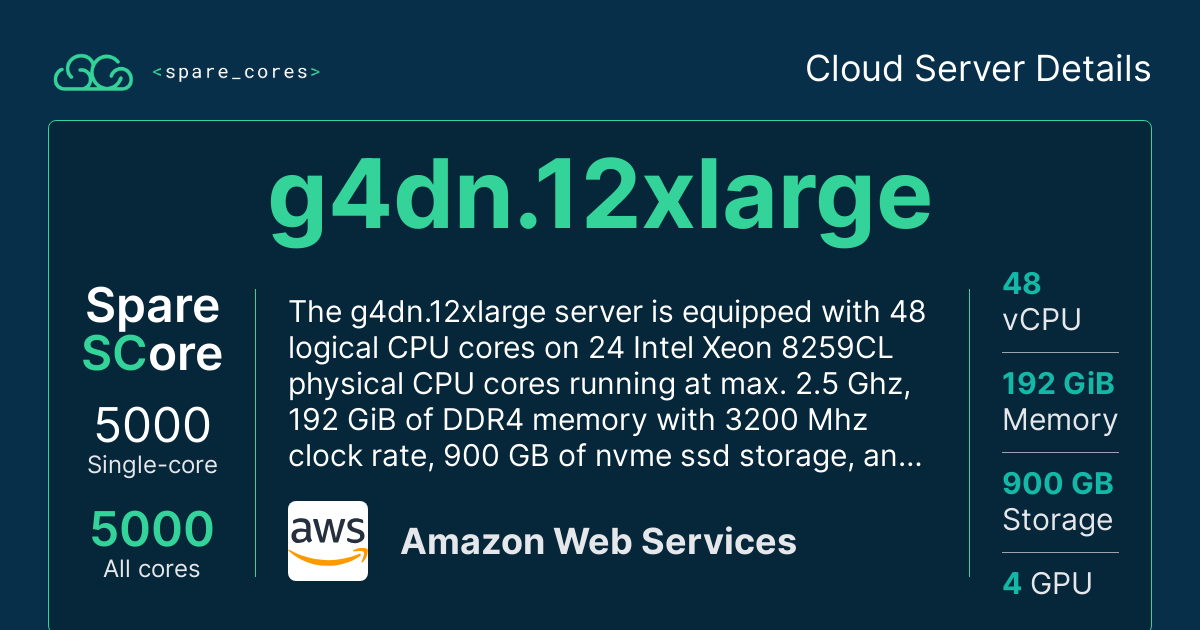 <spare_cores>
Cloud Server Details
g4dn.12xlarge
Spare
SCore
5000
Single-core
5000
All cores
The g4dn.12xlarge server is equipped with 48
logical CPU cores on 24 Intel Xeon 8259CL
physical CPU cores running at max. 2.5 Ghz,
192 GiB of DDR4 memory with 3200 Mhz
clock rate, 900 GB of nvme ssd storage, an...
aws
Amazon Web Services
48
vCPU
192 GiB
Memory
900 GB
Storage
4 GPU